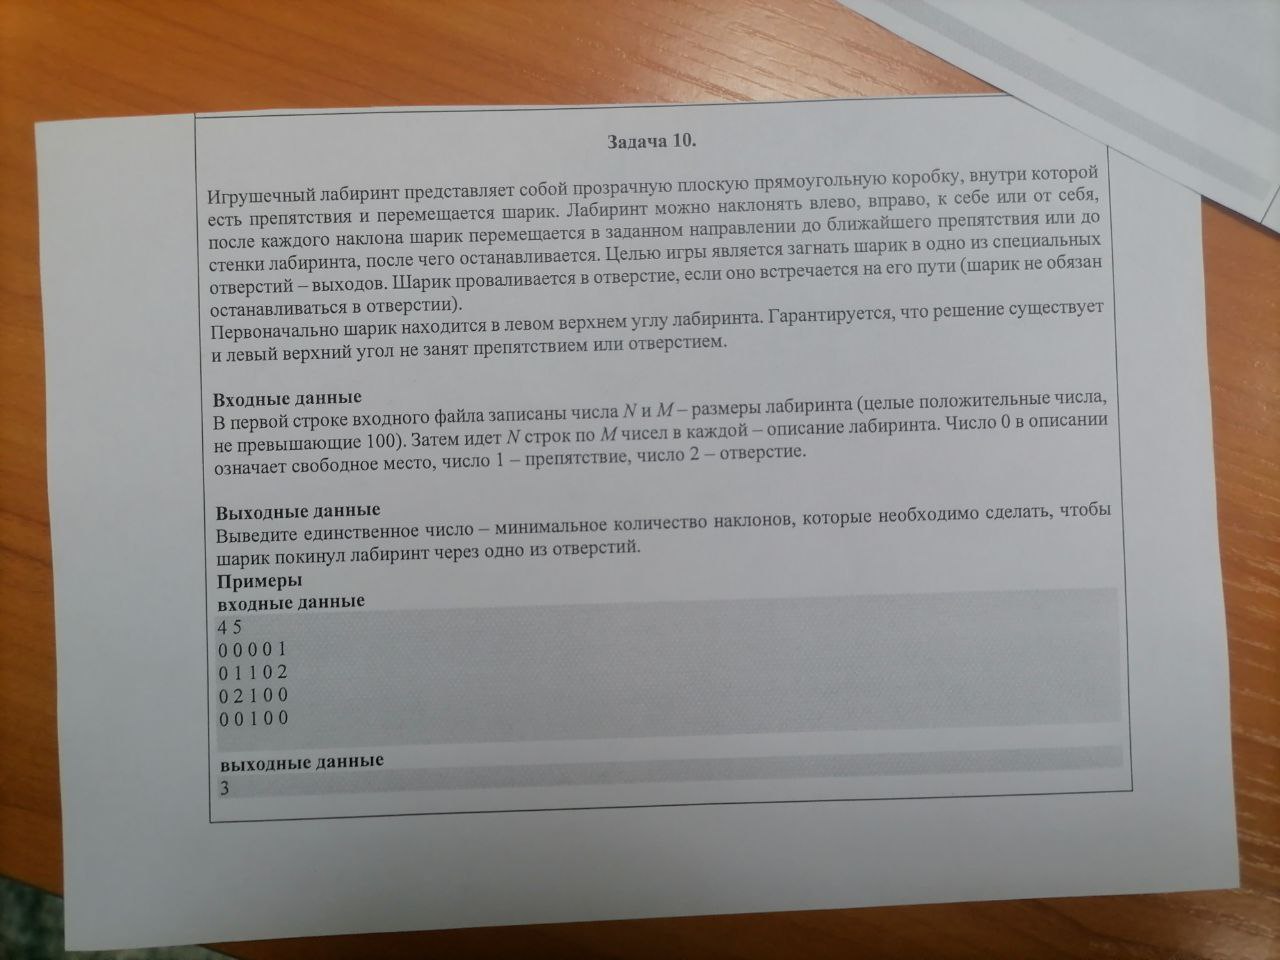 Задача 10.
Игрушечный лабиринт представляет собой прозрачную плоскую прямоугольную коробку, внутри которой
есть препятствия и перемещается шарик. Лабиринт можно наклонять влево, вправо, к себе или от себя,
после каждого наклона шарик перемещается в заданном направлении до ближайшего препятствия или до
стенки лабиринта, после чего останавливается. Целью игры является загнать шарик в одно из специальных
отверстий – выходов. Шарик проваливается в отверстие, если оно встречается на его пути (шарик не обязан
останавливаться в отверстии).
Первоначально шарик находится в левом верхнем углу лабиринта. Гарантируется, что решение существует
и левый верхний угол не занят препятствием или отверстием.
Входные данные
В первой строке входного файла записаны числа N и M – размеры лабиринта (целые положительные числа,
не превышающие 100). Затем идет N строк по M чисел в каждой – описание лабиринта. Число 0 в описании
означает свободное место, число 1 – препятствие, число 2 – отверстие.
Выходные данные
Выведите единственное число – минимальное количество наклонов, которые необходимо сделать, чтобы
шарик покинул лабиринт через одно из отверстий.
Примеры
входные данные
4 5
0 0 0 0 1
0 1 1 0 2
0 2 1 0 0
0 0 1 0 0
выходные данные
3